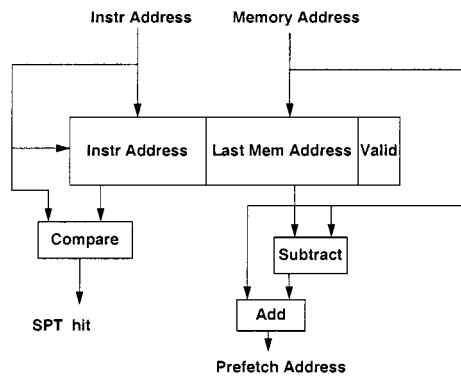 Instr Address
Memory Address
Instr Address
Last Mem Address
Valid
Compare
Subtract
SPT hit
Add
Prefetch Address